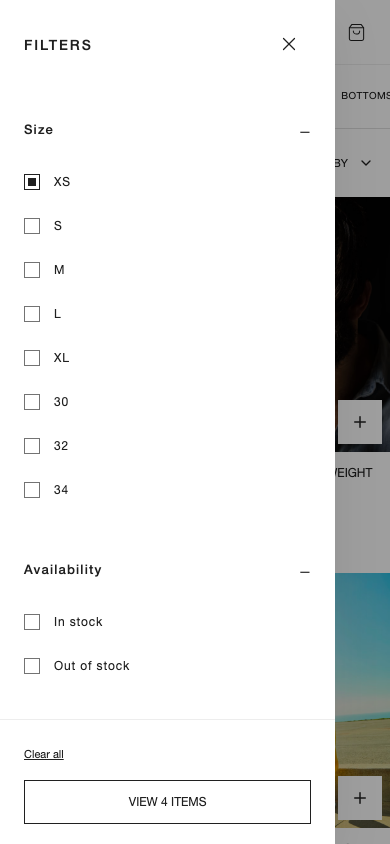 FILTERS
Size
XS
S
M
L
XL
30
32
34
Availability
In stock
Out of stock
Clear all
VIEW 4 ITEMS
BOTTOMS
BY